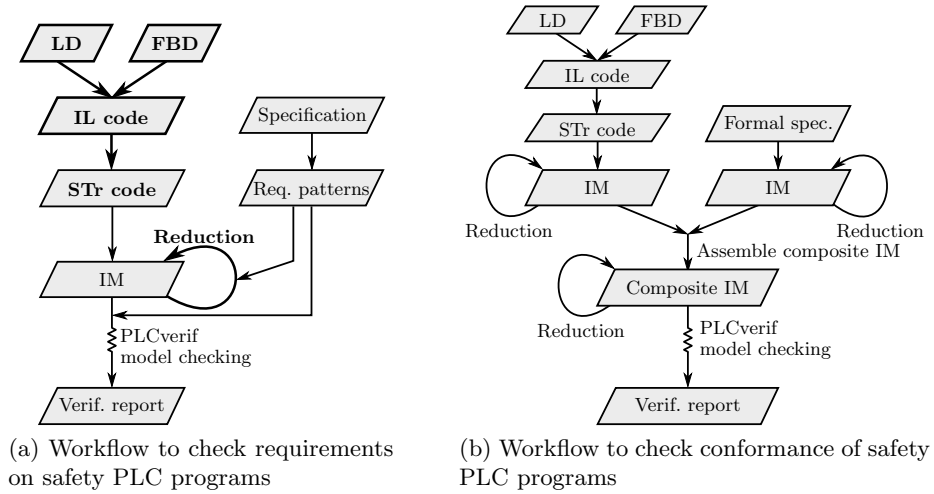 LD
FBD
IL code
STr code
Specification
Req. patterns
Reduction
IM
PLCverif
model checking
Verif. report
(a) Workflow to check requirements
on safety PLC programs
LD
FBD
IL code
STr code
Formal spec.
IM
IM
Reduction
Reduction
Assemble composite IM
Composite IM
Reduction
PLCverif
model checking
Verif. report
(b) Workflow to check conformance of safety
PLC programs